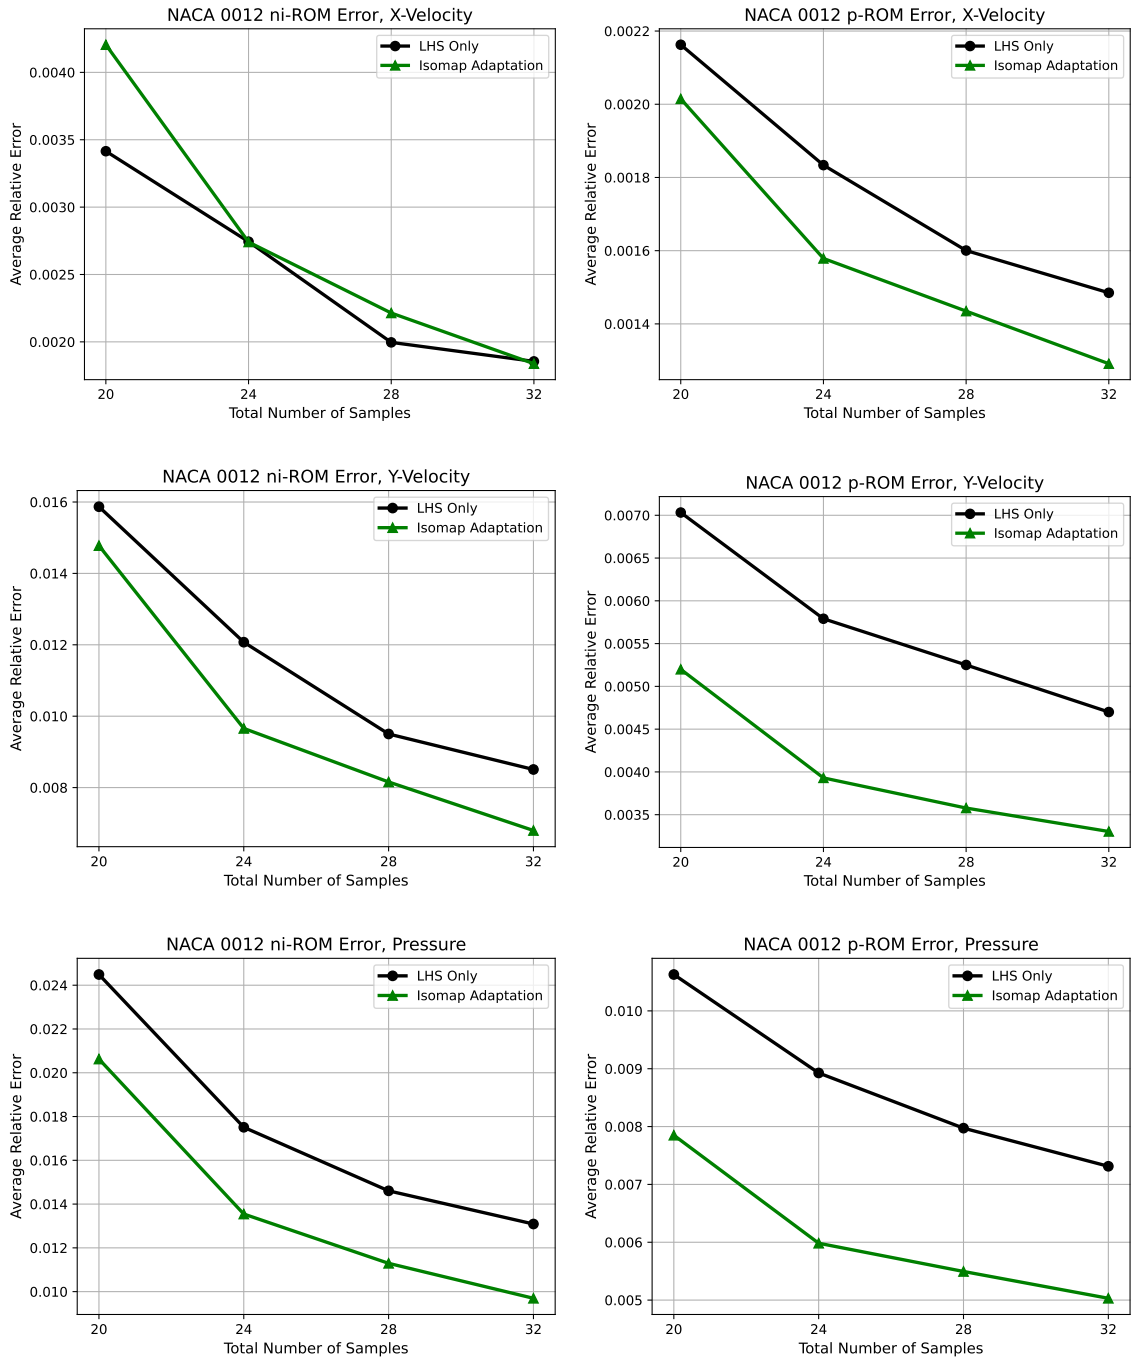 NACA 0012 ni-ROM Error, X-Velocity
Average Relative Error
0.0040
0.0035
0.0030
0.0025
0.0020
LHS Only
Isomap Adaptation
20 24 28 32
Total Number of Samples
NACA 0012 p-ROM Error, X-Velocity
Average Relative Error
0.0022
0.0020
0.0018
0.0016
0.0014
LHS Only
Isomap Adaptation
20 24 28 32
Total Number of Samples
NACA 0012 ni-ROM Error, Y-Velocity
Average Relative Error
0.016
0.014
0.012
0.010
0.008
LHS Only
Isomap Adaptation
20 24 28 32
Total Number of Samples
NACA 0012 p-ROM Error, Y-Velocity
Average Relative Error
0.0070
0.0065
0.0060
0.0055
0.0050
0.0045
0.0040
0.0035
LHS Only
Isomap Adaptation
20 24 28 32
Total Number of Samples
NACA 0012 ni-ROM Error, Pressure
Average Relative Error
0.024
0.022
0.020
0.018
0.016
0.014
0.012
0.010
LHS Only
Isomap Adaptation
20 24 28 32
Total Number of Samples
NACA 0012 p-ROM Error, Pressure
Average Relative Error
0.010
0.009
0.008
0.007
0.006
0.005
LHS Only
Isomap Adaptation
20 24 28 32
Total Number of Samples